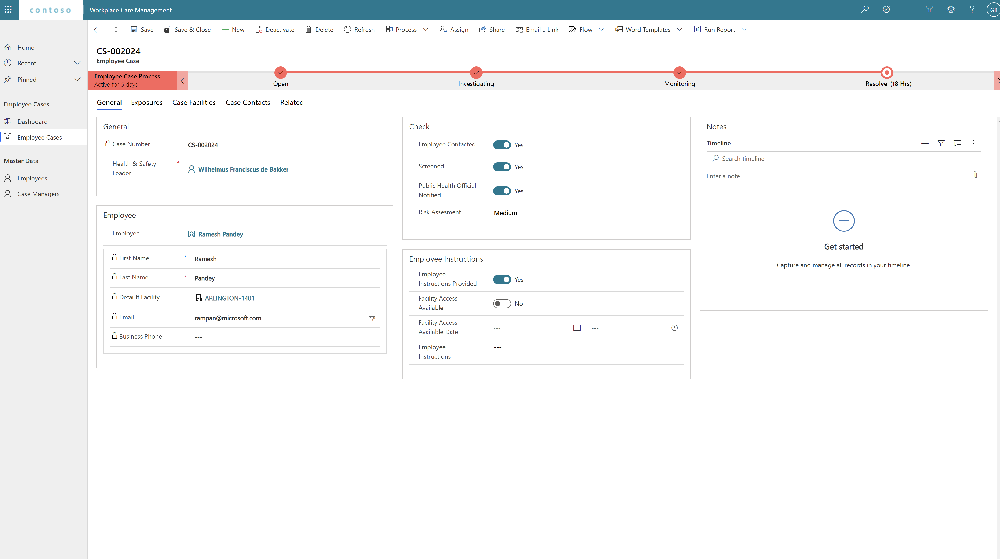 contoso
Workplace Care Management
GB
Save
Save & Close
New
Deactivate
Delete
Refresh
Process
Assign
Share
Email a Link
Flow
Word Templates
Run Report
Home
Recent
Pinned
Employee Cases
Dashboard
Employee Cases
Master Data
Employees
Case Managers
CS-002024
Employee Case
Employee Case Process
Active for 5 days
Open
Investigating
Monitoring
Resolve (18 Hrs)
General
Exposures
Case Facilities
Case Contacts
Related
General
Case Number
CS-002024
Health & Safety
Leader
*
Wilhelmus Franciscus de Bakker
Employee
Employee
Ramesh Pandey
First Name
+
Ramesh
Last Name
*
Pandey
Default Facility
ARLINGTON-1401
Email
rampan@microsoft.com
Business Phone
---
Check
Employee Contacted
Yes
Screened
Yes
Public Health Official
Notified
Yes
Risk Assesment
Medium
Employee Instructions
Employee
Instructions Provided
Yes
Facility Access
Available
No
Facility Access
Available Date
---
---
Employee
Instructions
---
Notes
Timeline
Search timeline
Enter a note...
Get started
Capture and manage all records in your timeline.